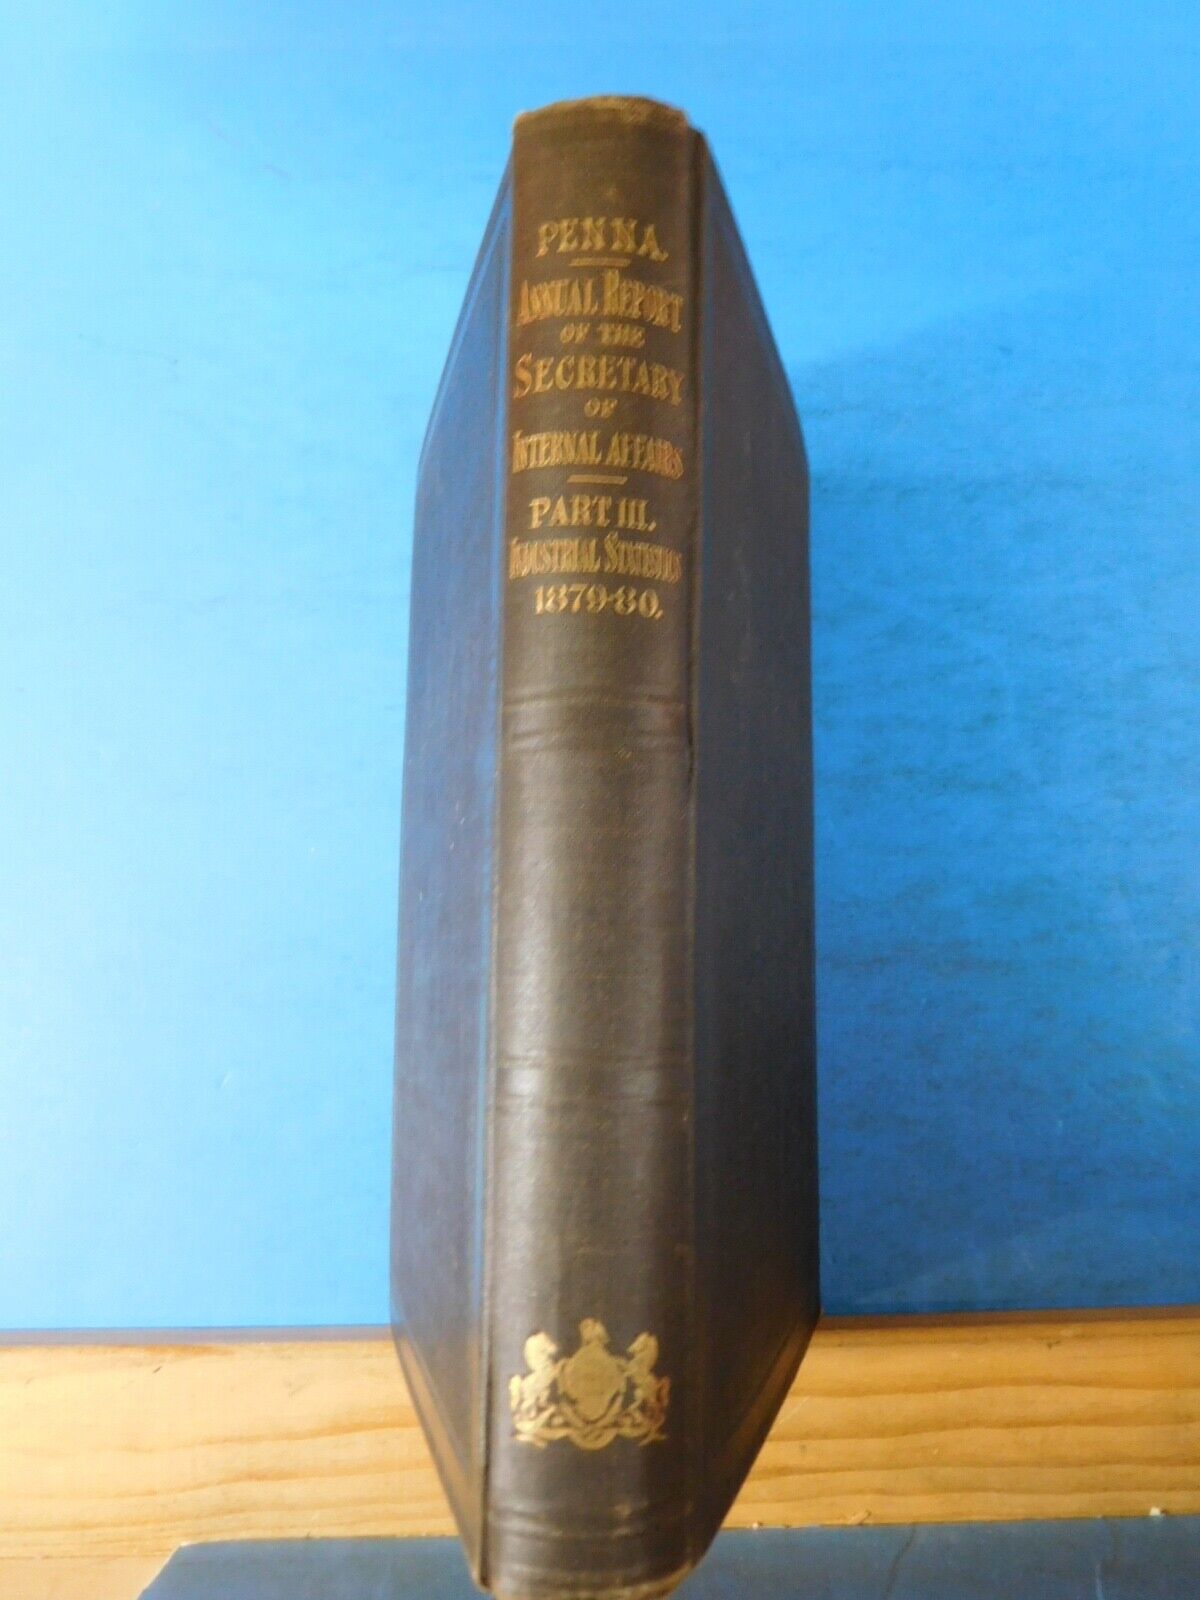 PENNA.
ANNUAL REPORT
OF THE
SECRETARY
OF
INTERNAL AFFAIRS
PART III.
INDUSTRIAL STATISTICS
1879-80.